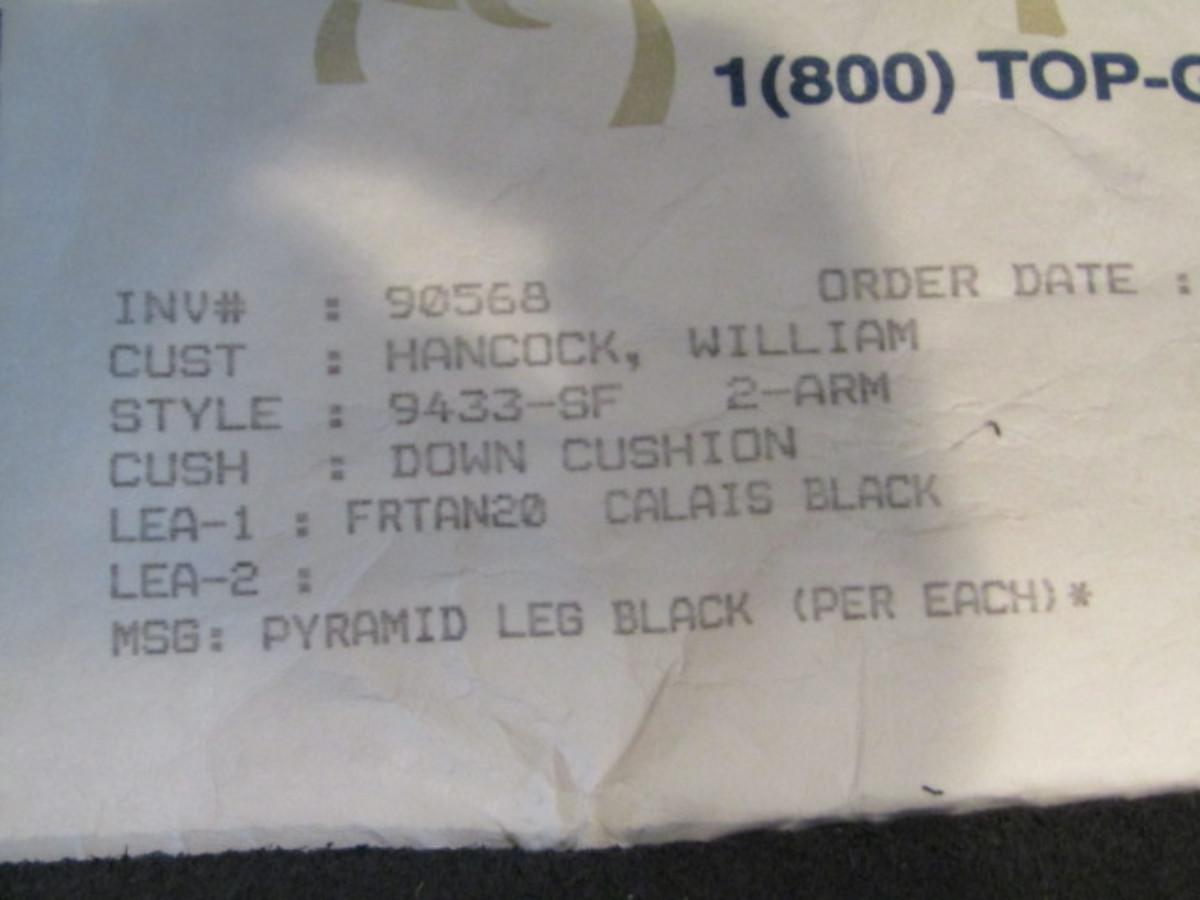 1(800) TOP-G
INV# : 90568 ORDER DATE :
CUST : HANCOCK, WILLIAM
STYLE : 9433-SF 2-ARM
CUSH : DOWN CUSHION
LEA-1 : FRTAN20 CALAIS BLACK
LEA-2 :
MSG: PYRAMID LEG BLACK (PER EACH)*